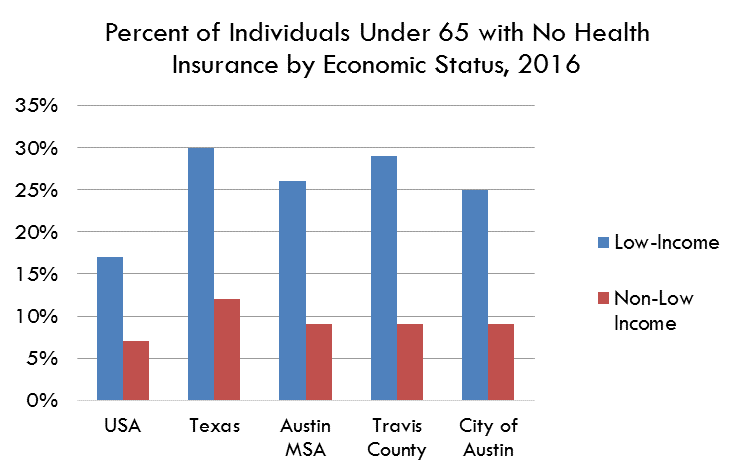 Percent of Individuals Under 65 with No Health
Insurance by Economic Status, 2016
35%
30%
25%
20%
15%
10%
5%
0%
USA
Texas
Austin
MSA
Travis
County
City of
Austin
Low-Income
Non-Low
Income